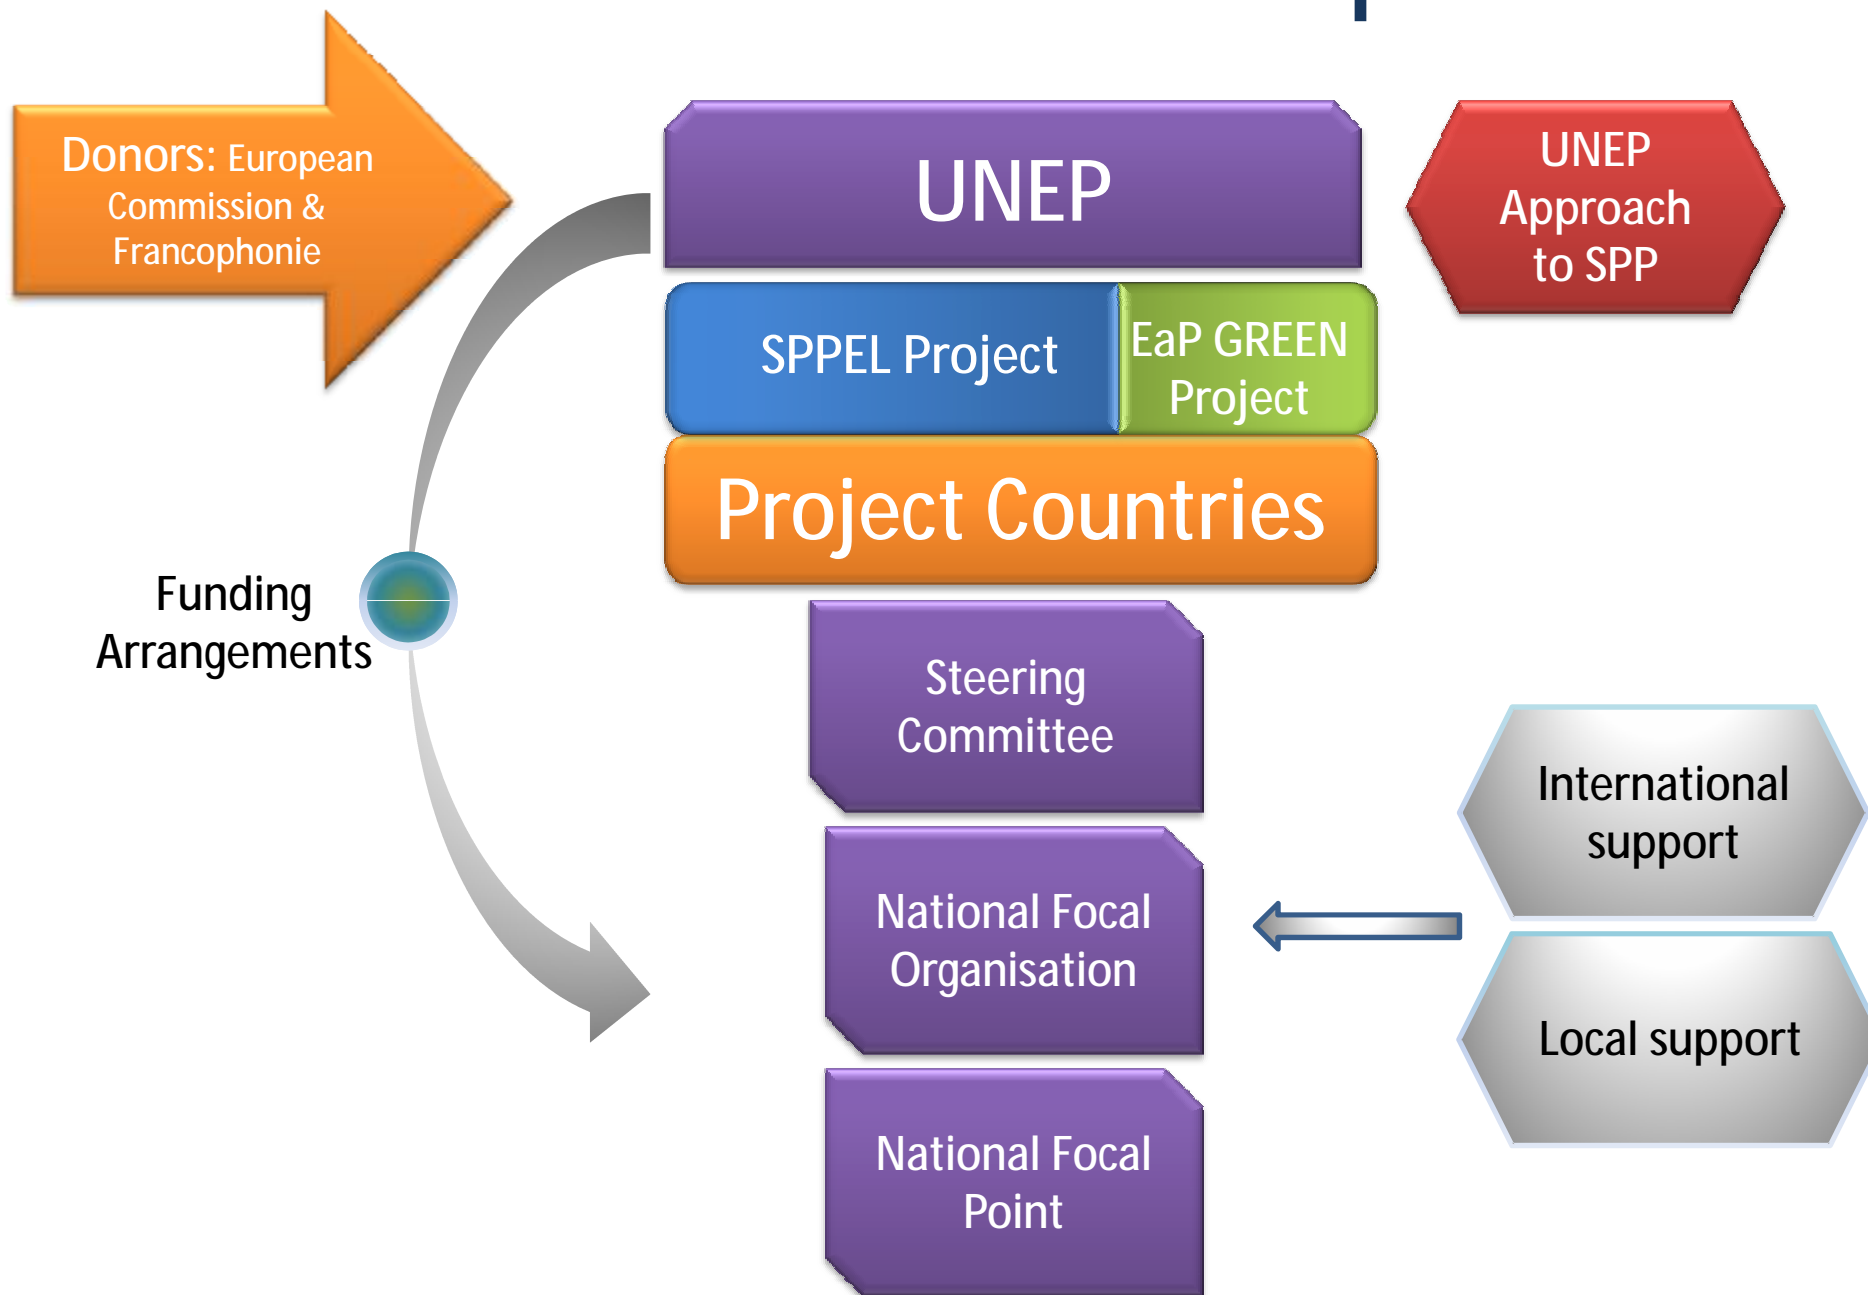 Donors: European
Commission &
Francophonie
UNEP
UNEP
Approach
to SPP
SPPEL Project
EaP GREEN
Project
Project Countries
Funding
Arrangements
Steering
Committee
National Focal
Organisation
National Focal
Point
International
support
Local support